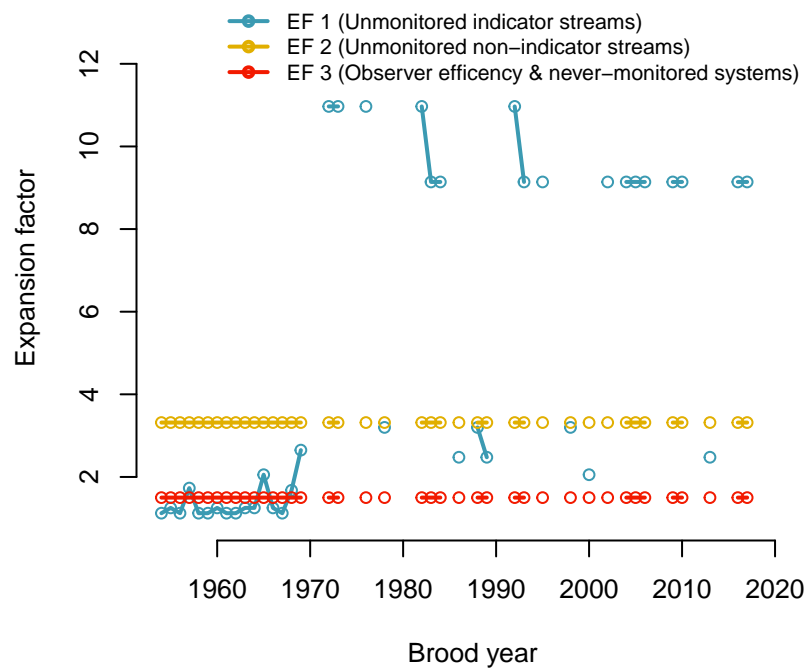 EF 1 (Unmonitored indicator streams)
EF 2 (Unmonitored non−indicator streams)
EF 3 (Observer efficency & never−monitored systems)
12
10
8
6
4
2
Expansion factor
1960 1970 1980 1990 2000 2010 2020
Brood year